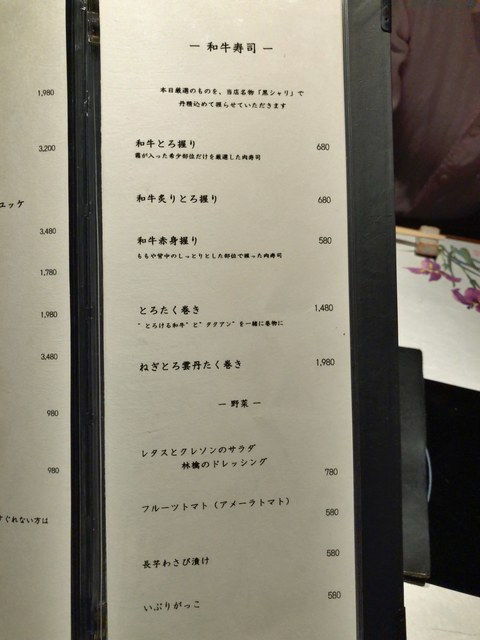 1,980
3,200
ユッケ
3,480
1,780
1,980
3,480
980
980
すぐれない方は
― 和牛寿司 ―
本日厳選のものを、当店名物「黒シャリ」で
丹精込めて握らせていただきます
和牛とろ握り 680
霜が入った希少部位だけを厳選した肉寿司
和牛炙りとろ握り 680
和牛赤身握り 580
ももや背中のしっとりとした部位で握った肉寿司
とろたく巻き 1,480
"とろける和牛"と"タクアン"を一緒に巻物に
ねぎとろ雲丹たく巻き 1,980
― 野菜 ―
レタスとクレソンのサラダ
林檎のドレッシング 780
フルーツトマト（アメーラトマト） 580
長芋わさび漬け 580
いぶりがっこ 580